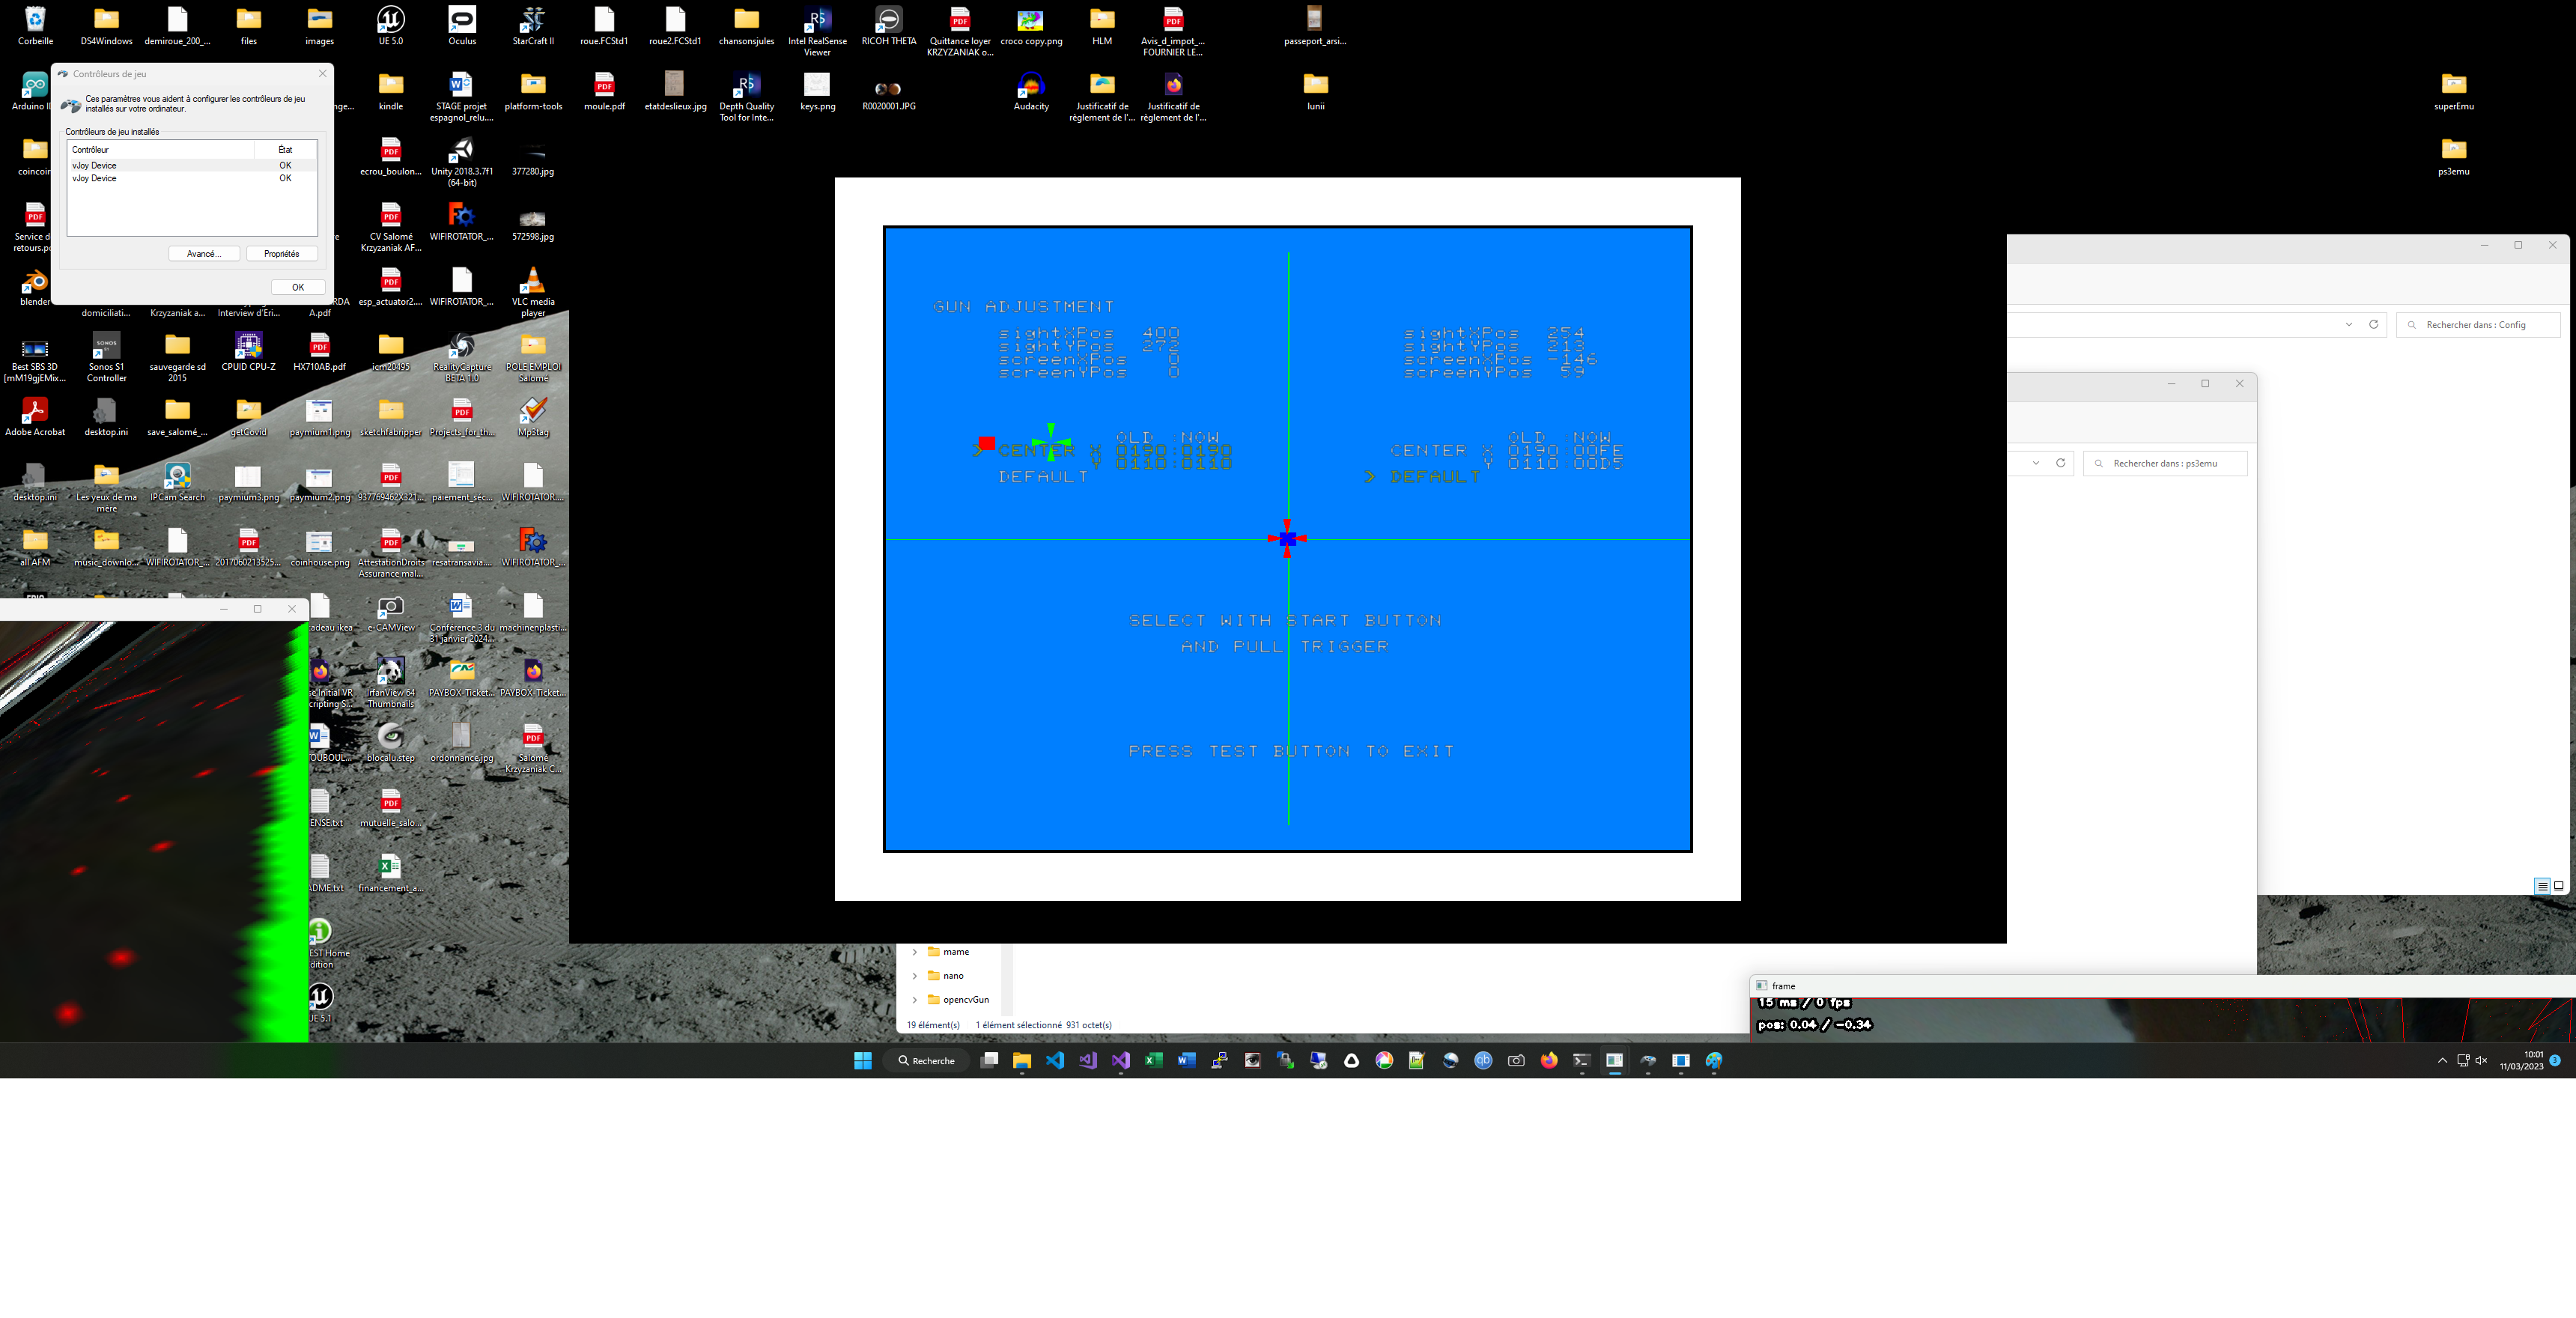 Corbeille
DS4Windows
demiroue_200_...
files
images
UE 5.0
Oculus
StarCraft II
roue.FCStd1
roue2.FCStd1
chansonsjules
Intel RealSense
Viewer
RICOH THETA
Quittance loyer
KRZYZANIAK o...
croco copy.png
HLM
Avis_d_impot_...
FOURNIER LE...
passeport_arsi...
Contrôleurs de jeu
Ces paramètres vous aident à configurer les contrôleurs de jeu
installés sur votre ordinateur.
Contrôleurs de jeu installés
Contrôleur
État
vJoy Device
OK
vJoy Device
OK
Avancé...
Propriétés
OK
kindle
STAGE projet
espagnol_relu....
platform-tools
moule.pdf
etatdeslieux.jpg
Depth Quality
Tool for Inte...
keys.png
R0020001.JPG
Audacity
Justificatif de
règlement de l'...
Justificatif de
règlement de l'...
lunii
superEmu
ps3emu
ecrou_boulon...
Unity 2018.3.7f1
(64-bit)
377280.jpg
CV Salomé
Krzyzaniak AF...
WIFIROTATOR_...
572598.jpg
blender
domiciliati...
Krzyzaniak a...
Interview d'Eri...
A.pdf
esp_actuator2....
WIFIROTATOR_...
VLC media
player
Best SBS 3D
[mM19gjEMix...
Sonos S1
Controller
sauvegarde sd
2015
CPUID CPU-Z
HX710AB.pdf
icm20495
RealityCapture
BETA 1.0
POLE EMPLOI
Salomé
Adobe Acrobat
desktop.ini
save_salomé_...
getCovid
paymium1.png
sketchfabripper
Projects_for_th...
Mp3tag
desktop.ini
Les yeux de ma
mère
IPCam Search
paymium3.png
paymium2.png
937769462X321...
paiement_séc...
WIFIROTATOR....
all AFM
music_downlo...
WIFIROTATOR_...
2017060213525...
coinhouse.png
AttestationDroits
Assurance mal...
resatransavia....
WIFIROTATOR_...
adeau ikea
e-CAMView
Conférence 3 du
31 janvier 2024...
machineplasti...
IrfanView 64
Thumbnails
PAYBOX-Ticket...
PAYBOX-Ticket...
blocalu.step
ordonnance.jpg
Salomé
Krzyzaniak C...
ENSE.txt
mutuelle_salo...
ADME.txt
financement_a...
EST Home
dition
UE 5.1
GUN ADJUSTMENT
sightXPos 400
sightYPos 272
screenXPos 0
screenYPos 0
sightXPos 254
sightYPos 213
screenXPos -146
screenYPos 59
OLD :NOW
> CENTER X 0190:0190
Y 0110:0110
DEFAULT
OLD :NOW
CENTER X 0190:00FE
Y 0110:00D5
> DEFAULT
SELECT WITH START BUTTON
AND PULL TRIGGER
PRESS TEST BUTTON TO EXIT
Rechercher dans : Config
Rechercher dans : ps3emu
mame
nano
opencvGun
19 élément(s) 1 élément sélectionné 931 octet(s)
frame
15 ms / 0 fps
pos: 0.04 / -0.34
Recherche
10:01
11/03/2023
3